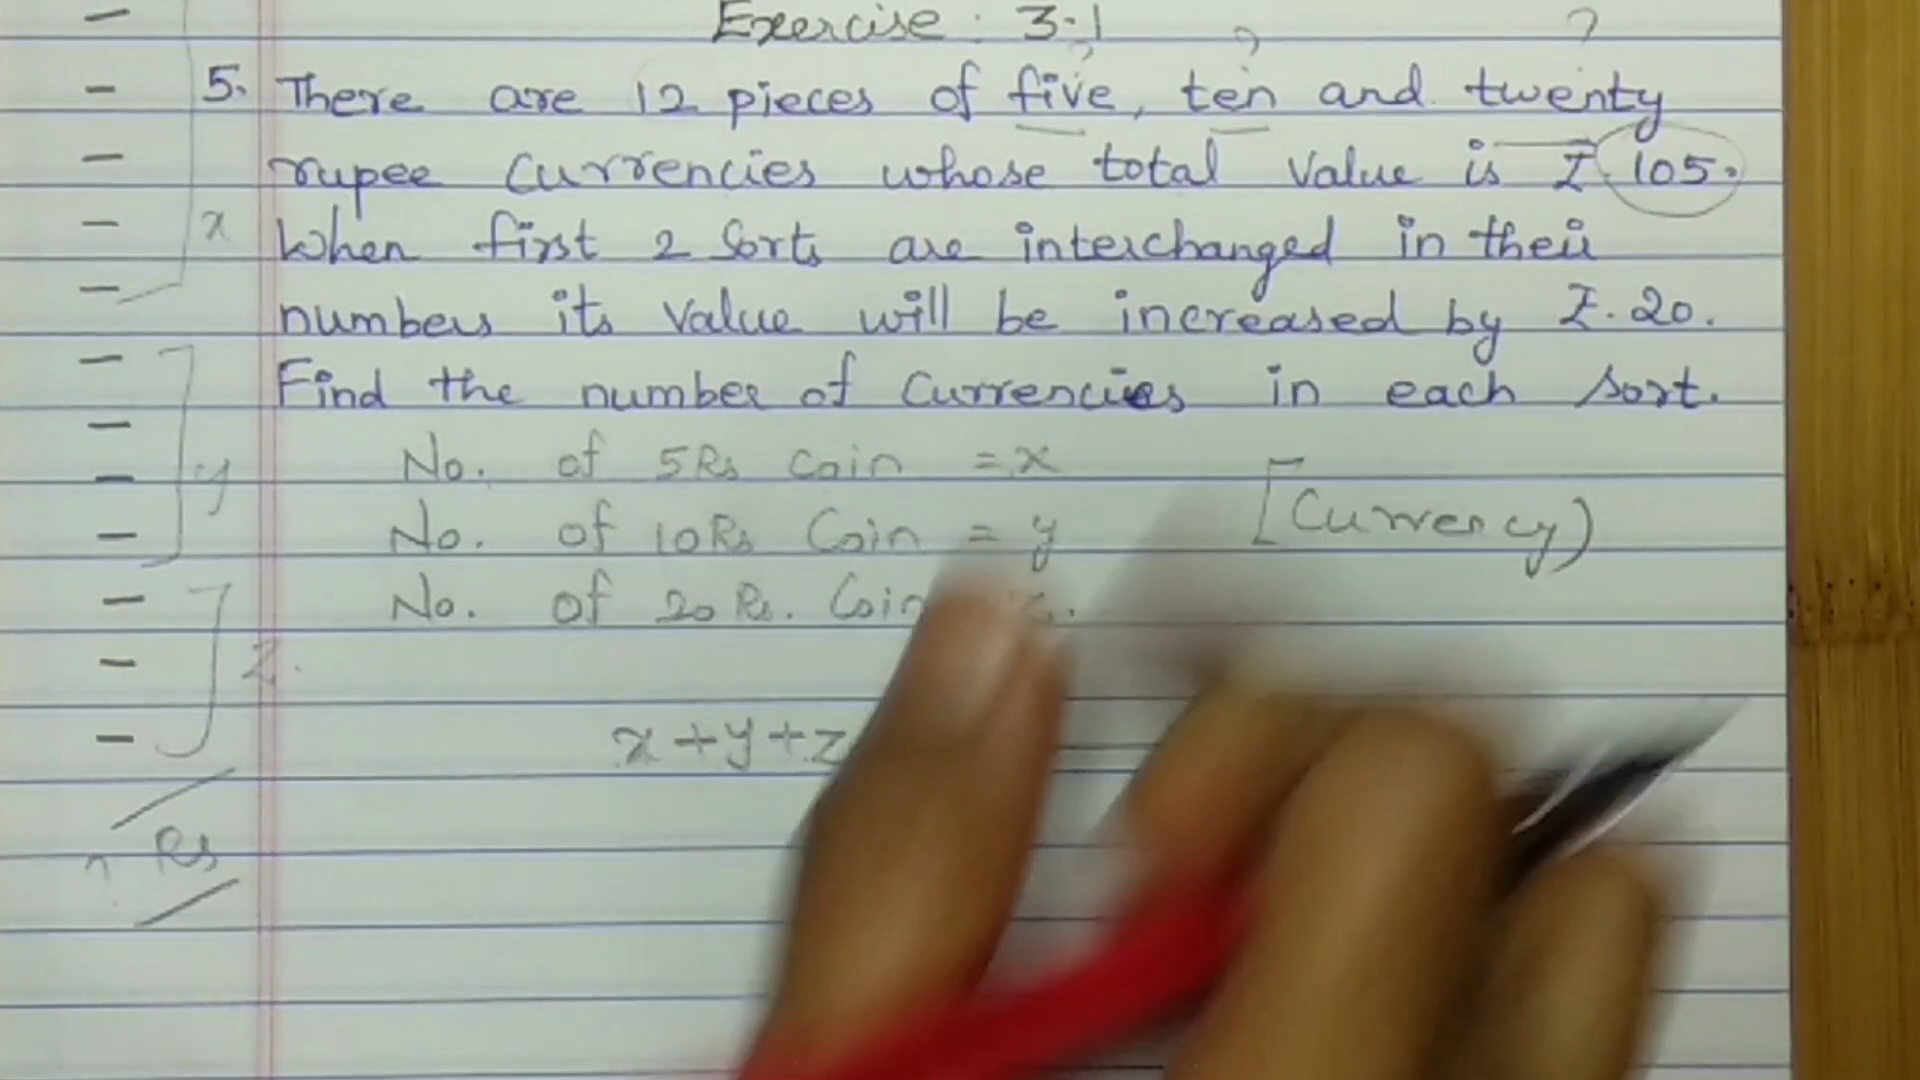 Exercise : 3.1
5. There are 12 pieces of five, ten and twenty
rupee currencies whose total value is ₹ 105.
When first 2 sorts are interchanged in their
numbers its value will be increased by ₹. 20.
Find the number of currencies in each sort.
No. of 5Rs Coin = x
[Currency)
No. of 10Rs Coin = y
No. of 20 Rs. Coin
x + y + z
x
y
z.
Rs